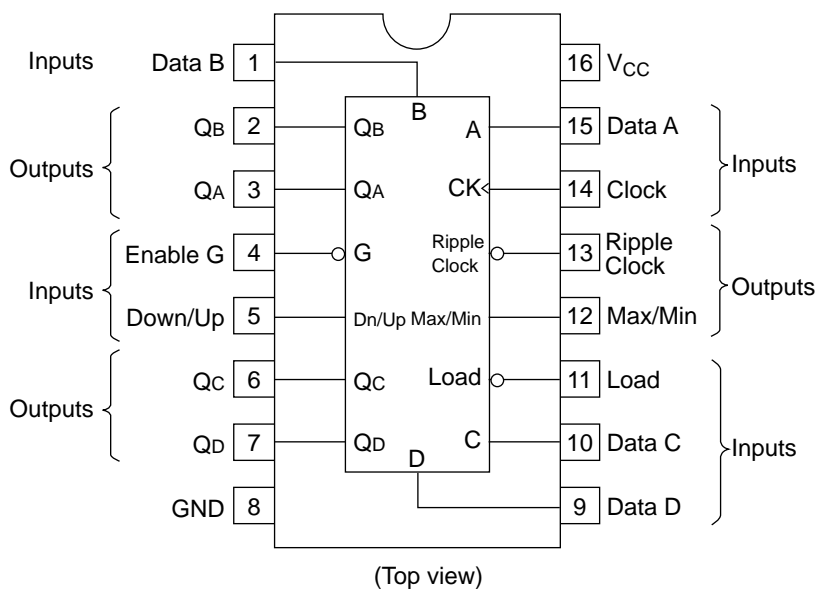 Inputs Data B 1 16 VCC
B
Outputs
QB 2 QB A 15 Data A
Inputs
QA 3 QA CK 14 Clock
Inputs
Enable G 4 G Ripple Clock 13 Ripple Clock
Outputs
Down/Up 5 Dn/Up Max/Min 12 Max/Min
Outputs
QC 6 QC Load 11 Load
Inputs
QD 7 QD C 10 Data C
D
GND 8 9 Data D
(Top view)